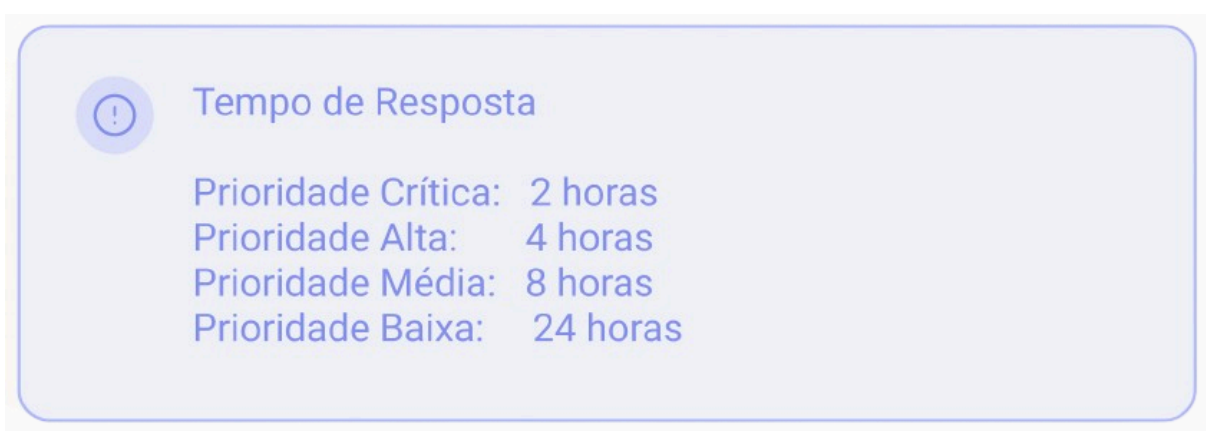 Tempo de Resposta
Prioridade Crítica: 2 horas
Prioridade Alta: 4 horas
Prioridade Média: 8 horas
Prioridade Baixa: 24 horas